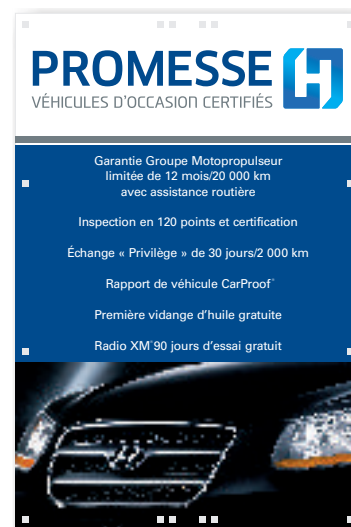 PROMESSE H
VÉHICULES D'OCCASION CERTIFIÉS
Garantie Groupe Motopropulseur
limitée de 12 mois/20 000 km
avec assistance routière
Inspection en 120 points et certification
Échange « Privilège » de 30 jours/2 000 km
Rapport de véhicule CarProof
Première vidange d'huile gratuite
Radio XM 90 jours d'essai gratuit